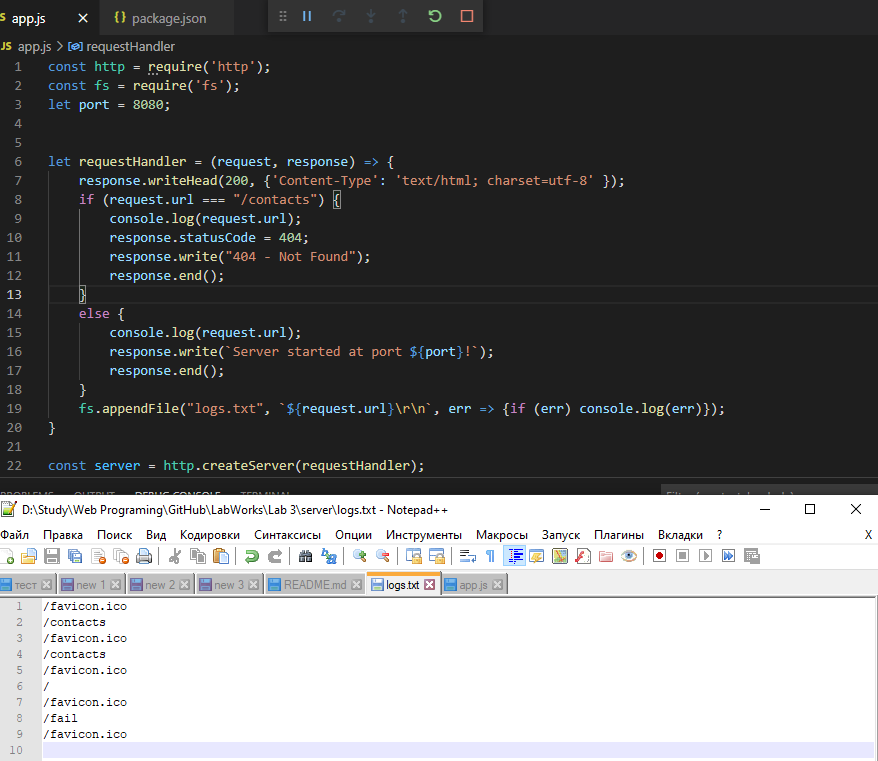 JS app.js × {} package.json
JS app.js > requestHandler
1 const http = require('http');
2 const fs = require('fs');
3 let port = 8080;
4
5
6 let requestHandler = (request, response) => {
7 response.writeHead(200, {'Content-Type': 'text/html; charset=utf-8' });
8 if (request.url === "/contacts") {
9 console.log(request.url);
10 response.statusCode = 404;
11 response.write("404 - Not Found");
12 response.end();
13 }
14 else {
15 console.log(request.url);
16 response.write(`Server started at port ${port}!`);
17 response.end();
18 }
19 fs.appendFile("logs.txt", `${request.url}\r\n`, err => {if (err) console.log(err)});
20 }
21
22 const server = http.createServer(requestHandler);
PROBLEMS OUTPUT DEBUG CONSOLE TERMINAL
D:\Study\Web Programing\GitHub\LabWorks\Lab 3\server\logs.txt - Notepad++
Файл Правка Поиск Вид Кодировки Синтаксисы Опции Инструменты Макросы Запуск Плагины Вкладки ? X
тест new 1 new 2 new 3 README.md logs.txt app.js
1 /favicon.ico
2 /contacts
3 /favicon.ico
4 /contacts
5 /favicon.ico
6 /
7 /favicon.ico
8 /fail
9 /favicon.ico
10